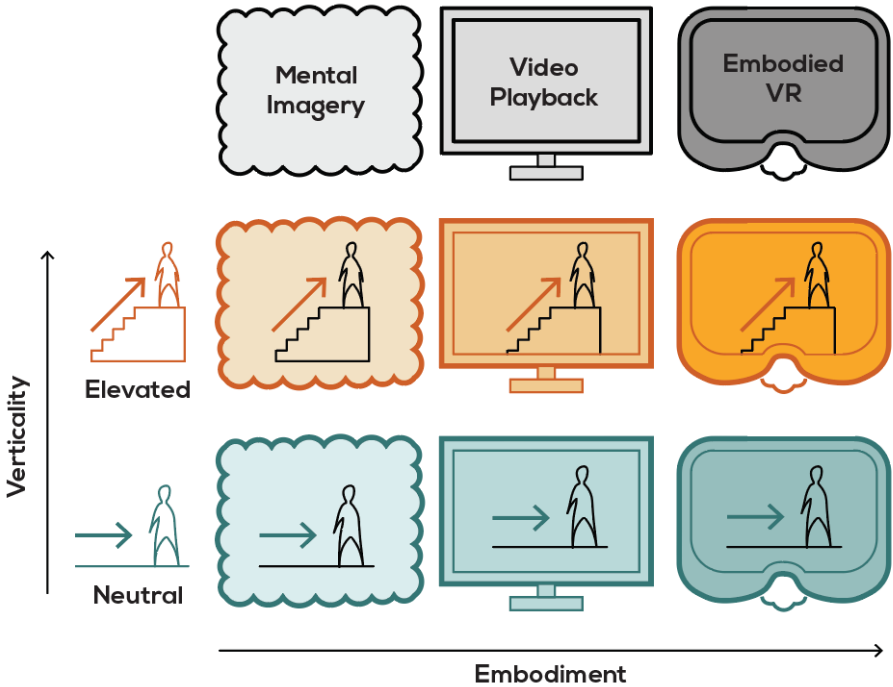 Mental
Imagery
Video
Playback
Embodied
VR
Elevated
Verticality
Neutral
Embodiment